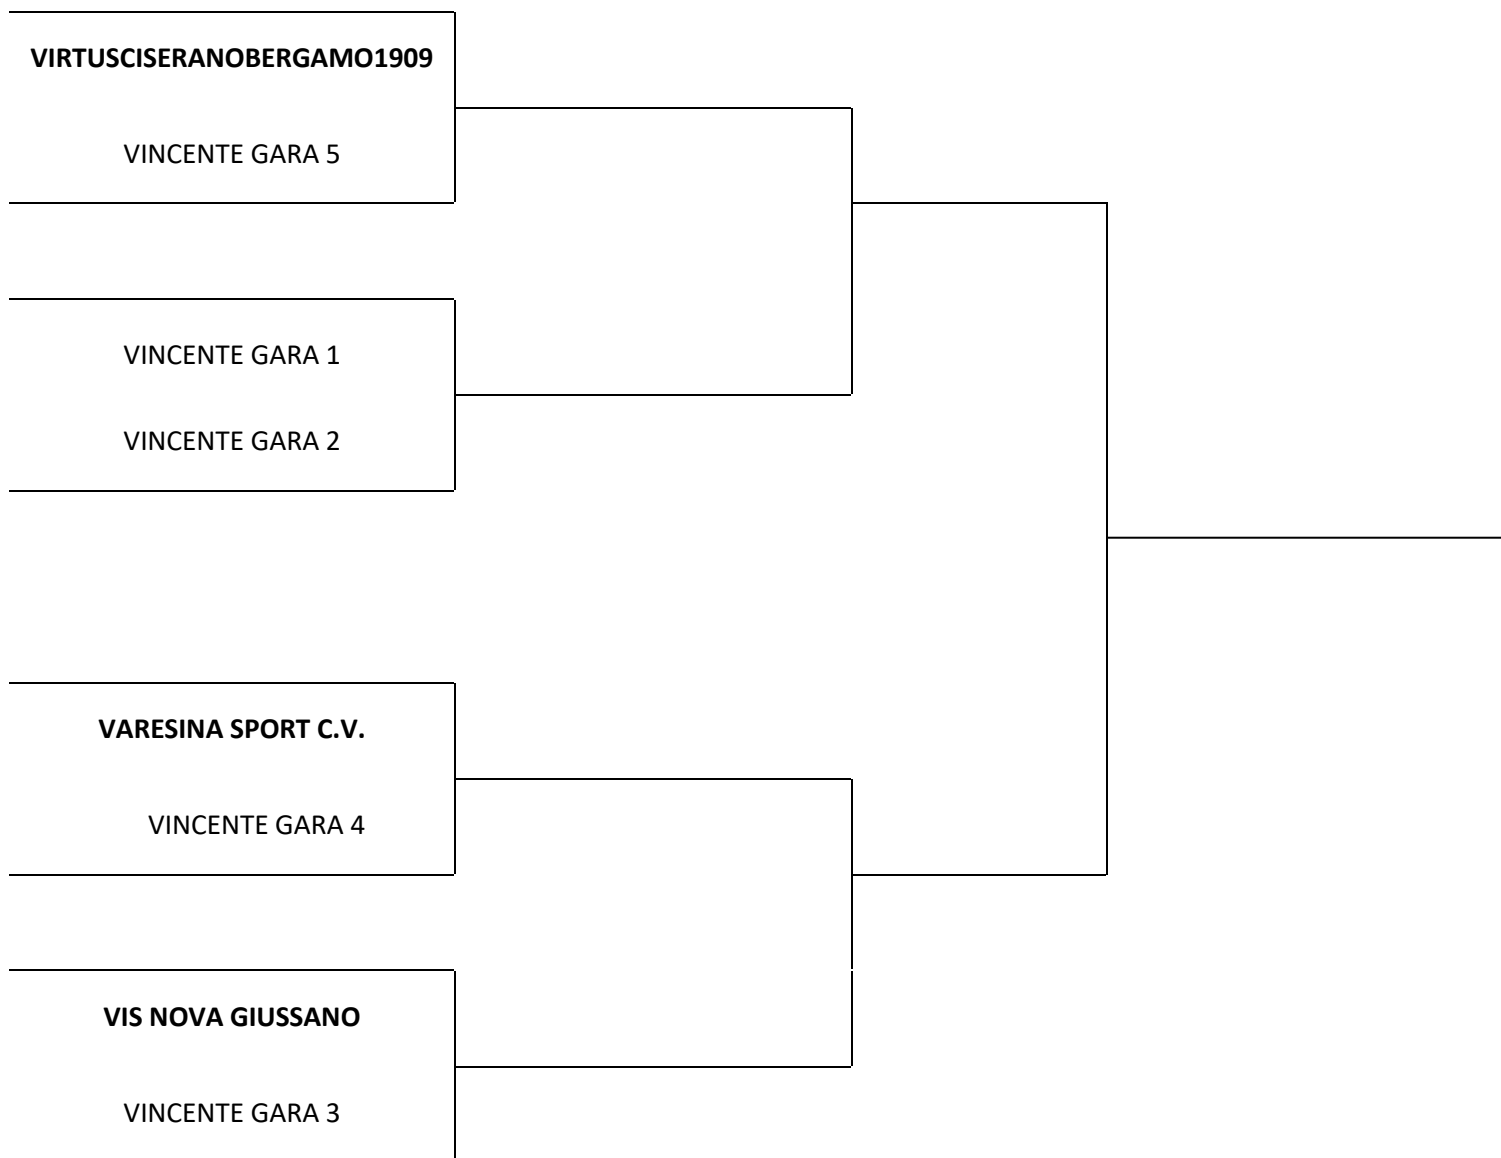 VIRTUSCISERANOBERGAMO1909
VINCENTE GARA 5
VINCENTE GARA 1
VINCENTE GARA 2
VARESINA SPORT C.V.
VINCENTE GARA 4
VIS NOVA GIUSSANO
VINCENTE GARA 3